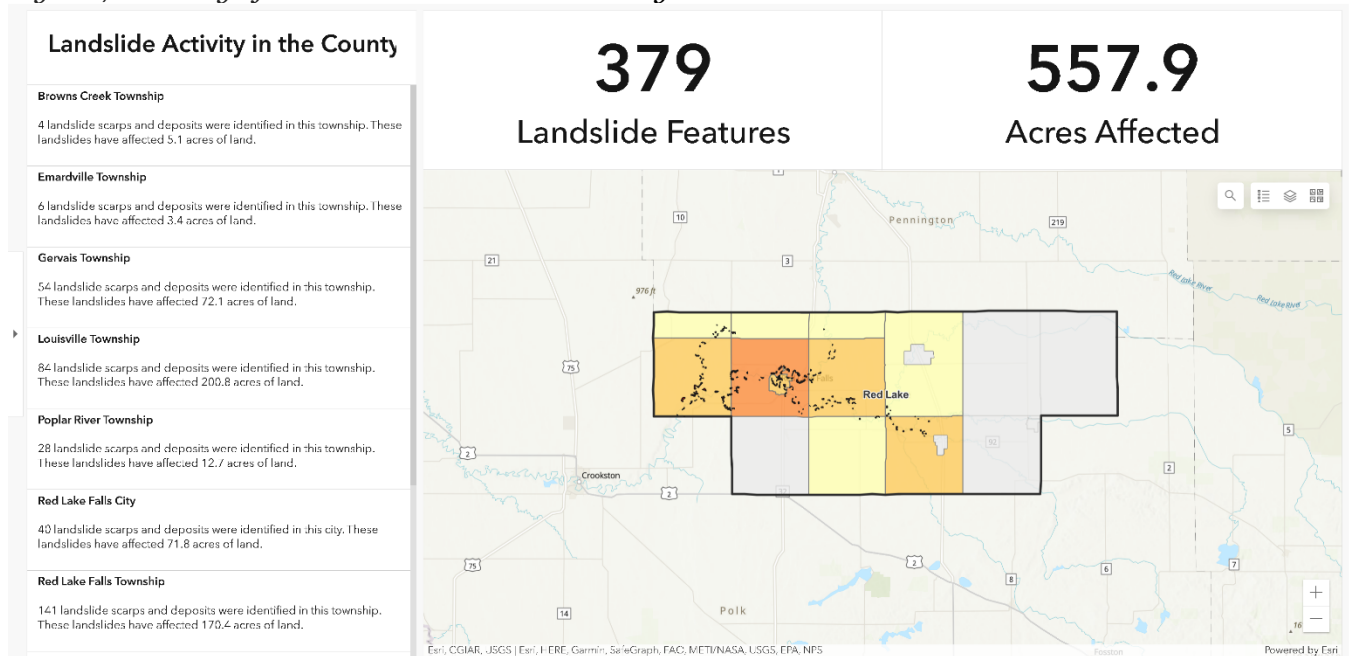 Landslide Activity in the County
Browns Creek Township
4 landslide scarps and deposits were identified in this township. These
landslides have affected 5.1 acres of land.
Emardville Township
6 landslide scarps and deposits were identified in this township. These
landslides have affected 3.4 acres of land.
Gervais Township
54 landslide scarps and deposits were identified in this township.
These landslides have affected 72.1 acres of land.
Louisville Township
84 landslide scarps and deposits were identified in this township.
These landslides have affected 200.8 acres of land.
Poplar River Township
28 landslide scarps and deposits were identified in this township.
These landslides have affected 12.7 acres of land.
Red Lake Falls City
40 landslide scarps and deposits were identified in this city. These
landslides have affected 71.8 acres of land.
Red Lake Falls Township
141 landslide scarps and deposits were identified in this township.
These landslides have affected 170.4 acres of land.
379
Landslide Features
557.9
Acres Affected
1
10
Pennington
219
21
3
Red Lake River
Red Lake River
976 ft
75
Falls
Red Lake
5
92
2
2
Crookston
2
75
2
7
6
8
14
Polk
16
Fosston
Esri, CGIAR, USGS | Esri, HERE, Garmin, SafeGraph, FAO, METI/NASA, USGS, EPA, NPS
Powered by Esri